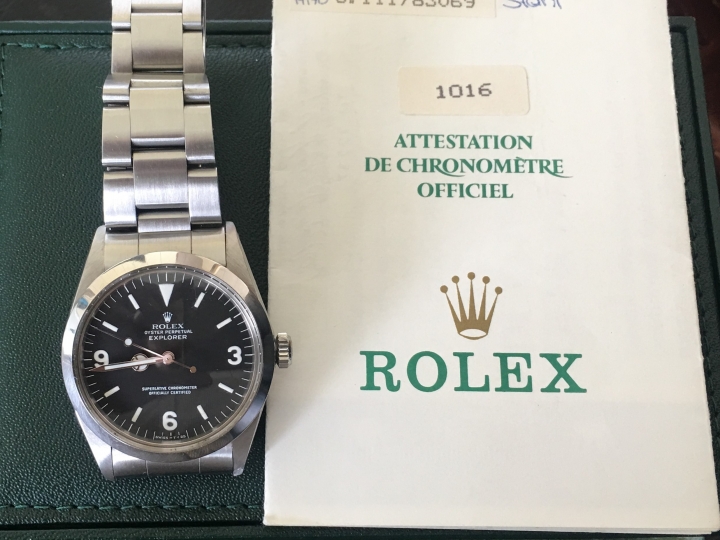 1016
ATTESTATION
DE CHRONOMÈTRE
OFFICIEL
ROLEX
ROLEX
OYSTER PERPETUAL
EXPLORER
9
3
SUPERLATIVE CHRONOMETER
OFFICIALLY CERTIFIED
6